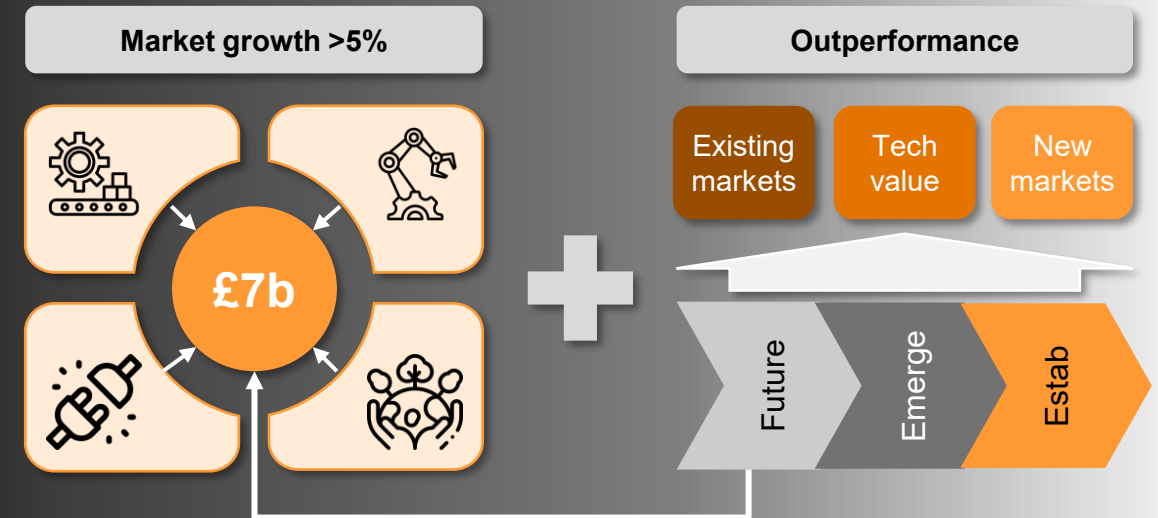 Market growth >5%
£7b
Outperformance
Existing
markets
Tech
value
New
markets
Future
Emerge
Estab